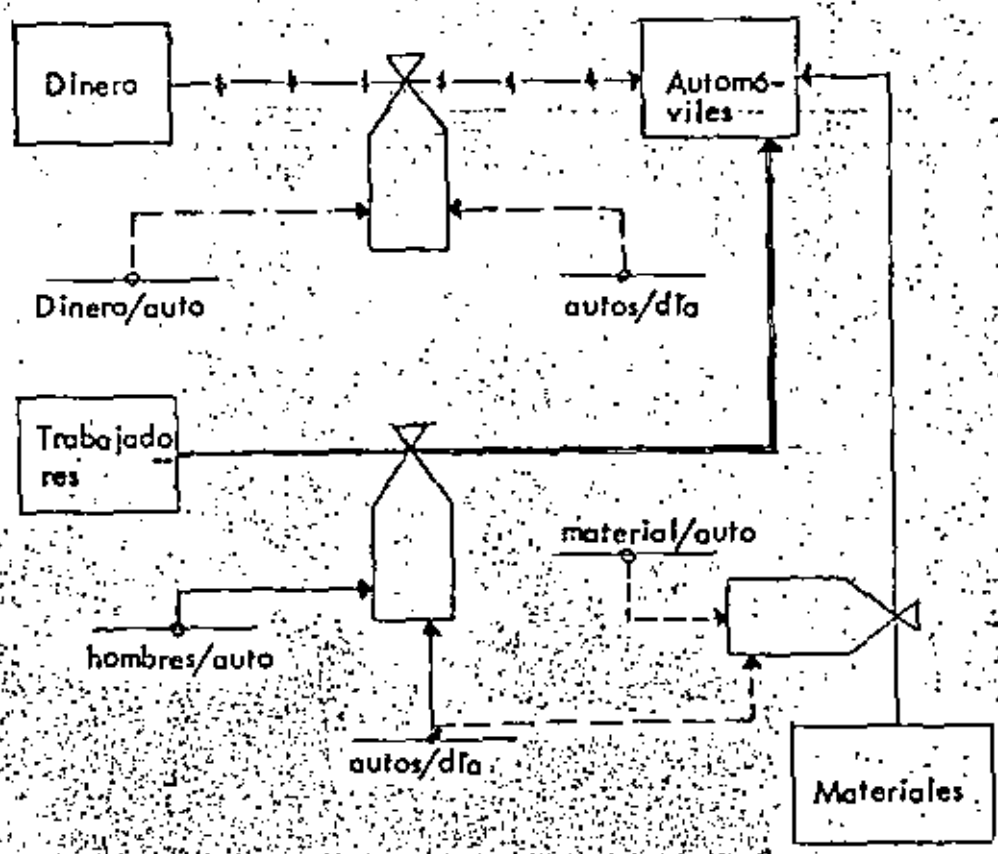 Dinero
Automó-
viles
Dinero/auto
autos/día
Trabajado
res
material/auto
hombres/auto
autos/día
Materiales